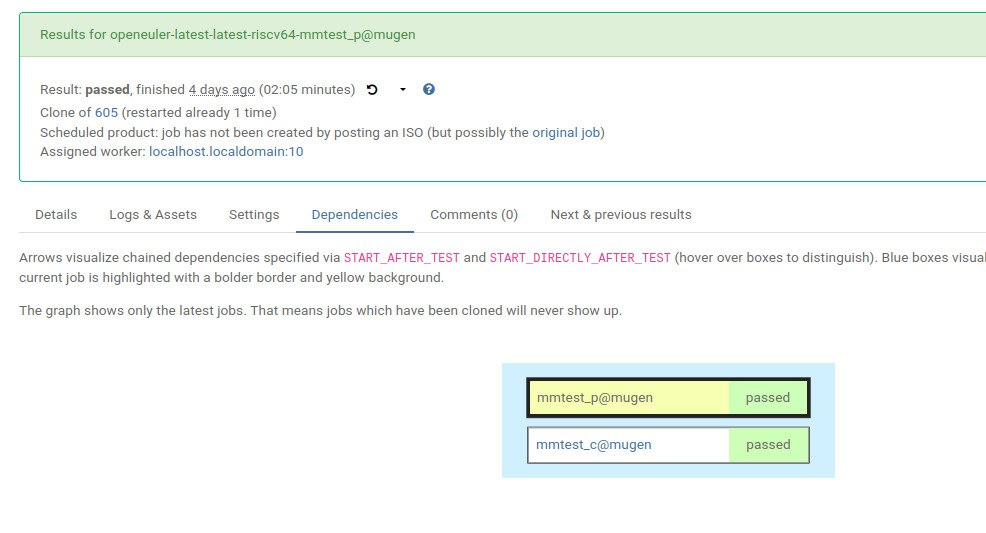 Results for openeuler-latest-latest-riscv64-mmtest_p@mugen
Result: passed, finished 4 days ago (02:05 minutes)
Clone of 605 (restarted already 1 time)
Scheduled product: job has not been created by posting an ISO (but possibly the original job)
Assigned worker: localhost.localdomain:10
Details Logs & Assets Settings Dependencies Comments (0) Next & previous results
Arrows visualize chained dependencies specified via START_AFTER_TEST and START_DIRECTLY_AFTER_TEST (hover over boxes to distinguish). Blue boxes visual
current job is highlighted with a bolder border and yellow background.
The graph shows only the latest jobs. That means jobs which have been cloned will never show up.
mmtest_p@mugen passed
mmtest_c@mugen passed